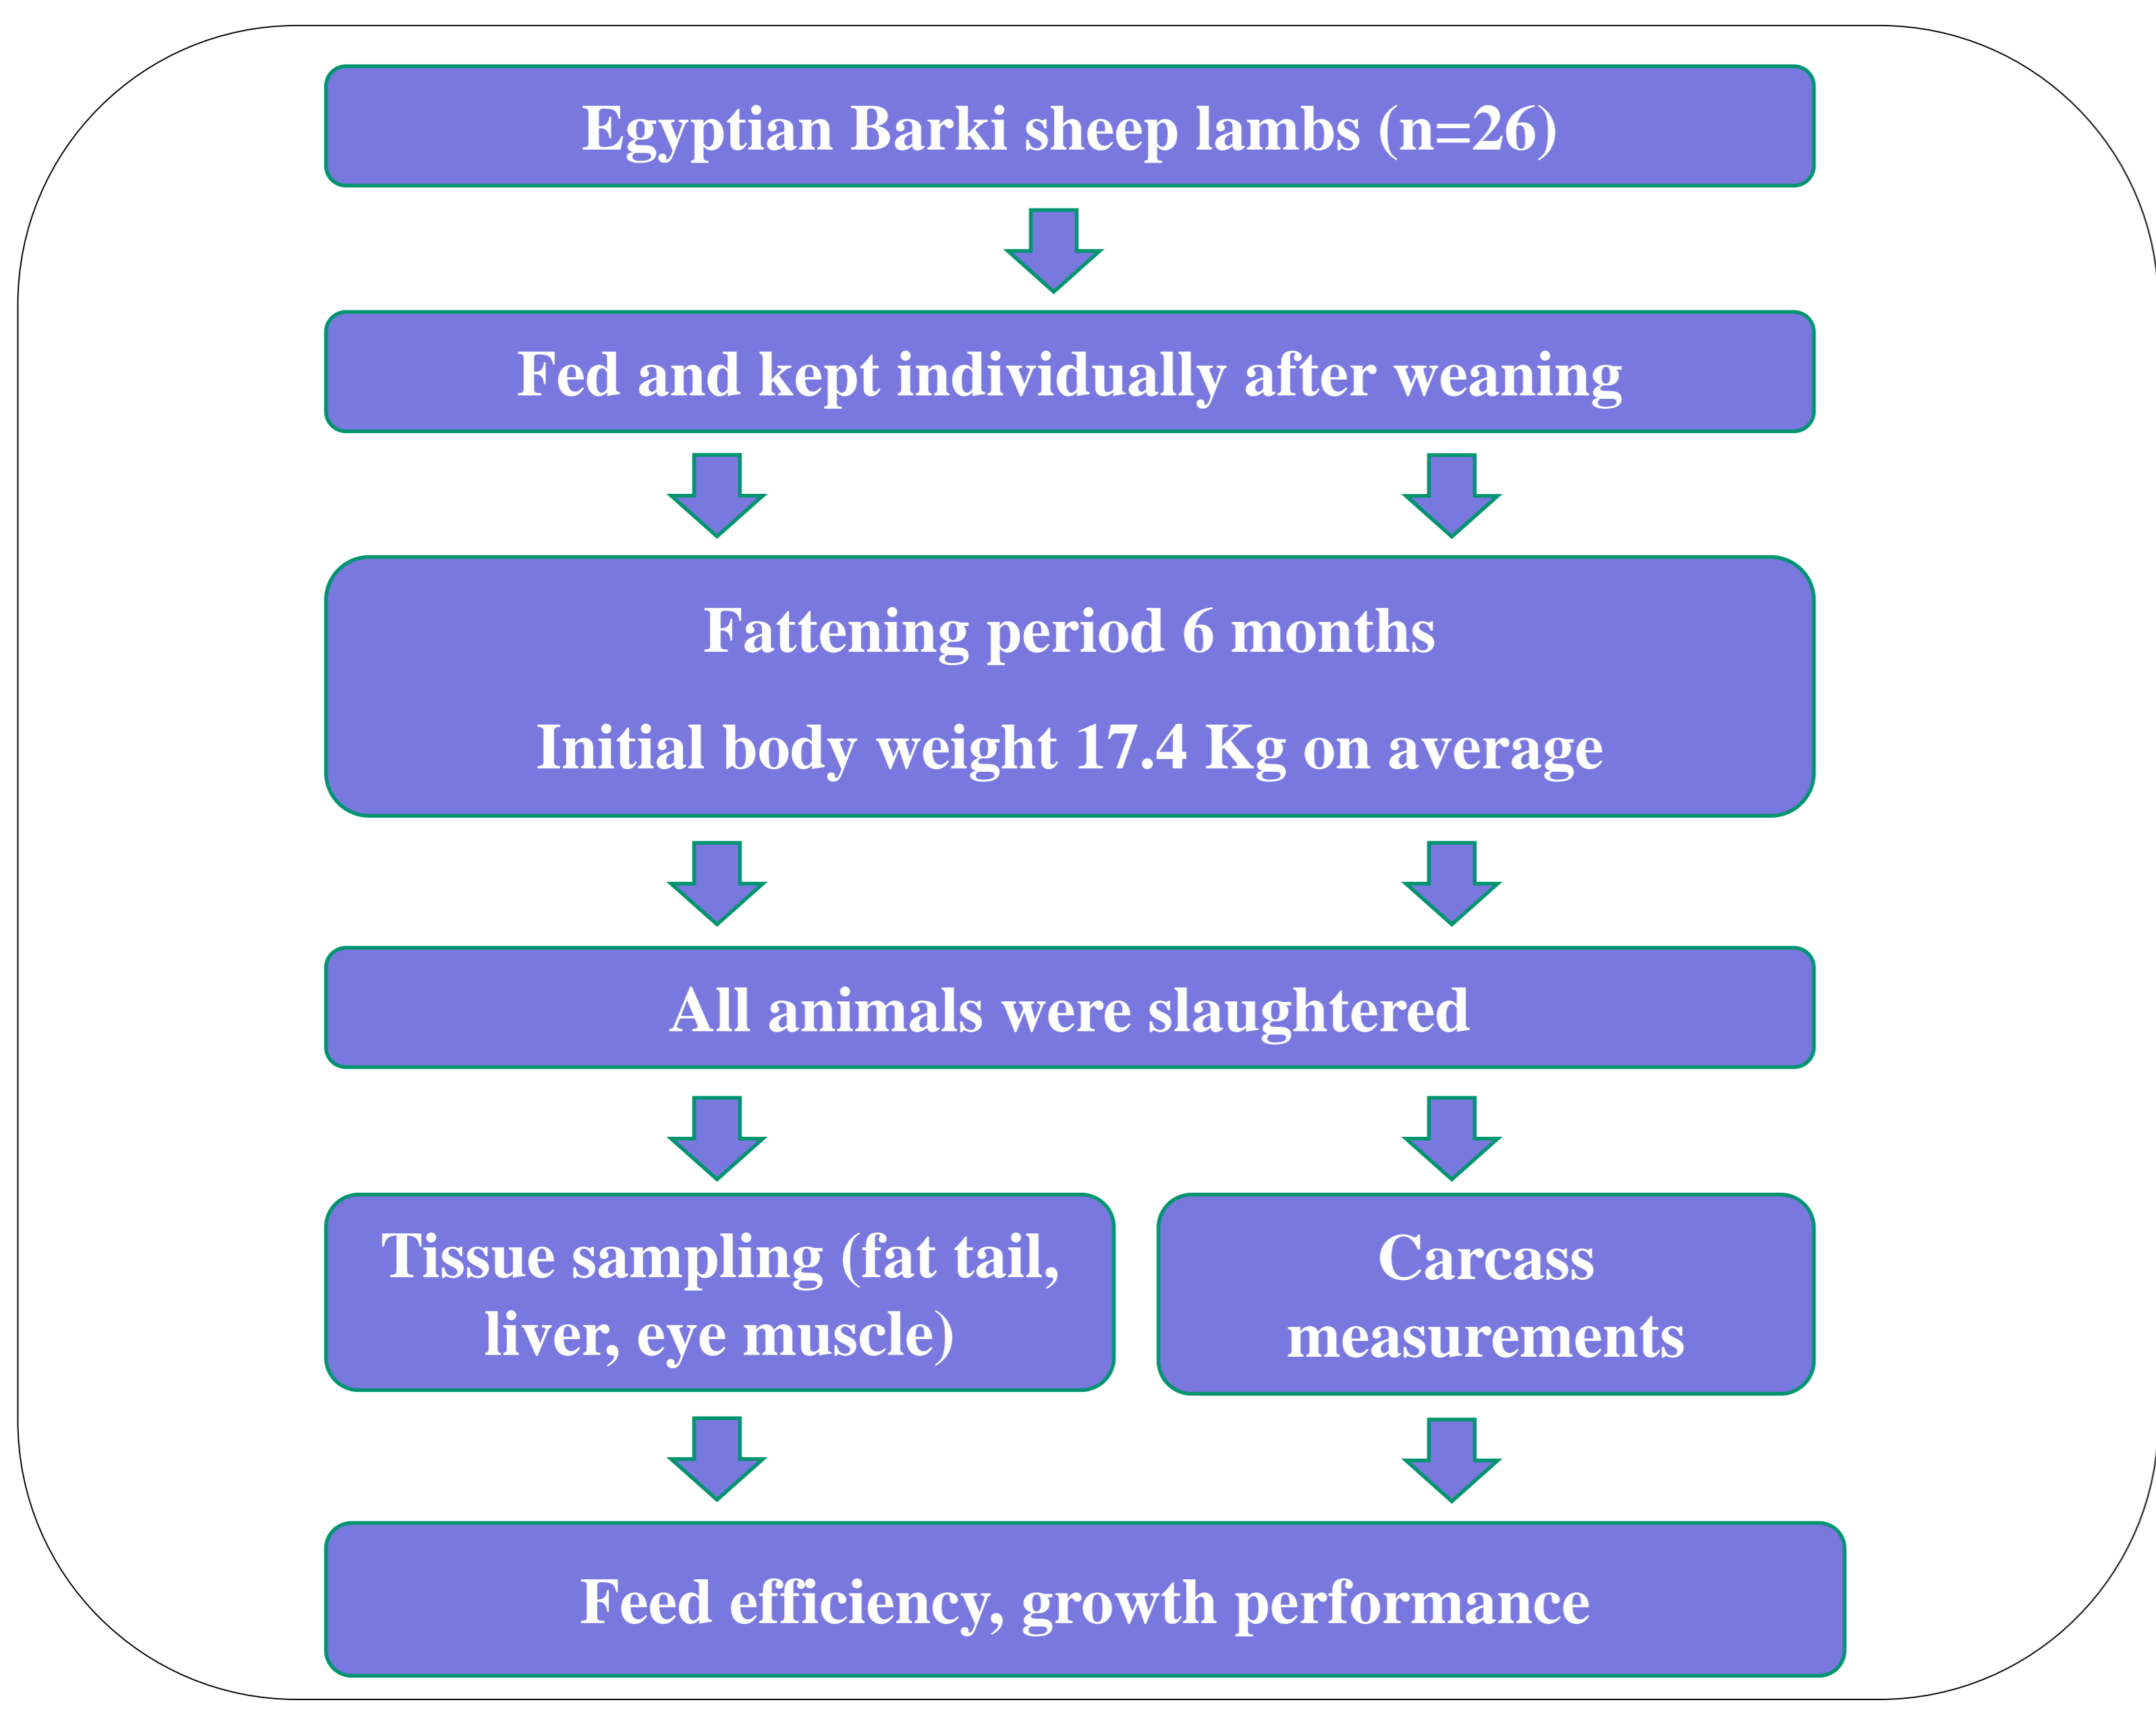 Egyptian Barki sheep lambs (n=26)
Fed and kept individually after weaning
Fattening period 6 months
Initial body weight 17.4 Kg on average
All animals were slaughtered
Tissue sampling (fat tail,
liver, eye muscle)
Carcass
measurements
Feed efficiency, growth performance